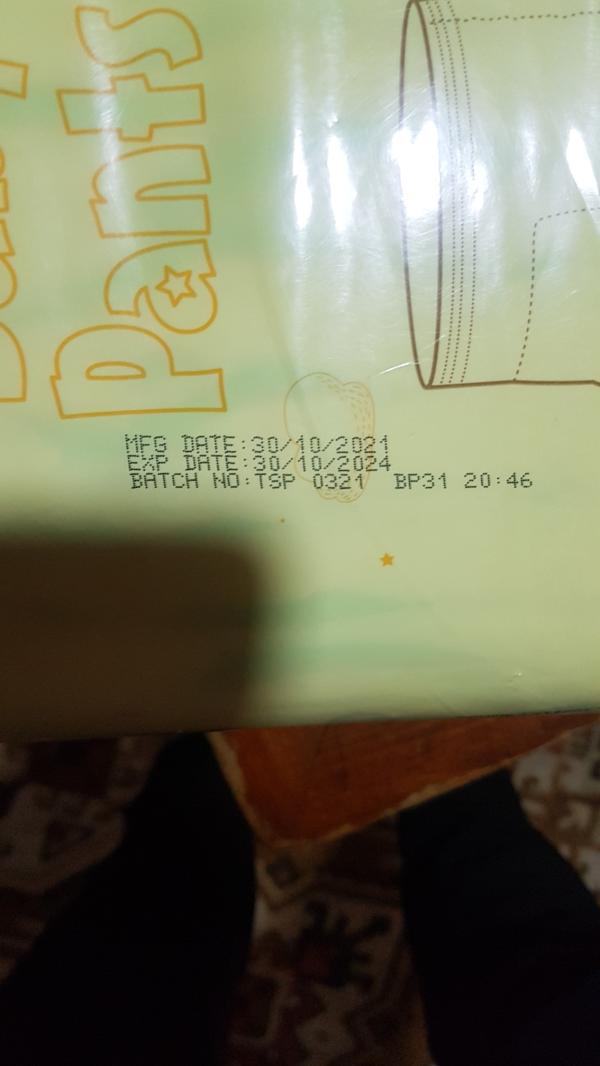 Pants
MFG DATE:30/10/2021
EXP DATE:30/10/2024
BATCH NO:TSP 0321 BP31 20:46